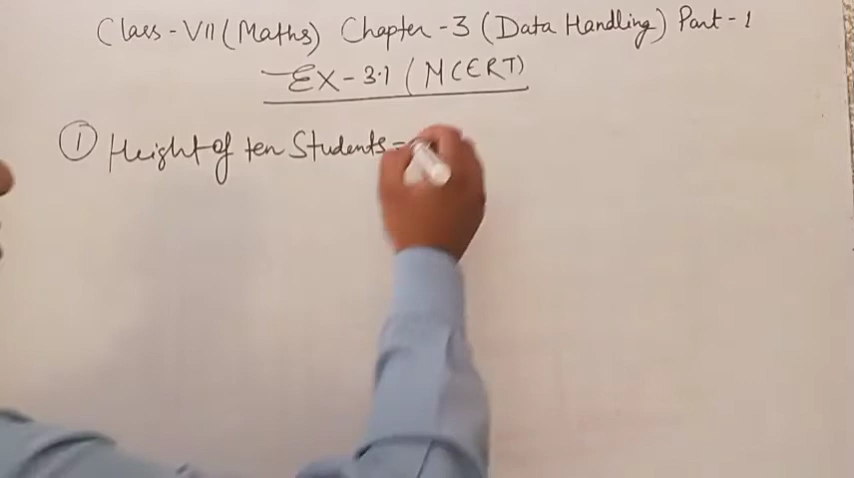 Class - VII (Maths) Chapter - 3 (Data Handling) Part - 1
EX - 3.1 (NCERT)
① Height of ten Students =